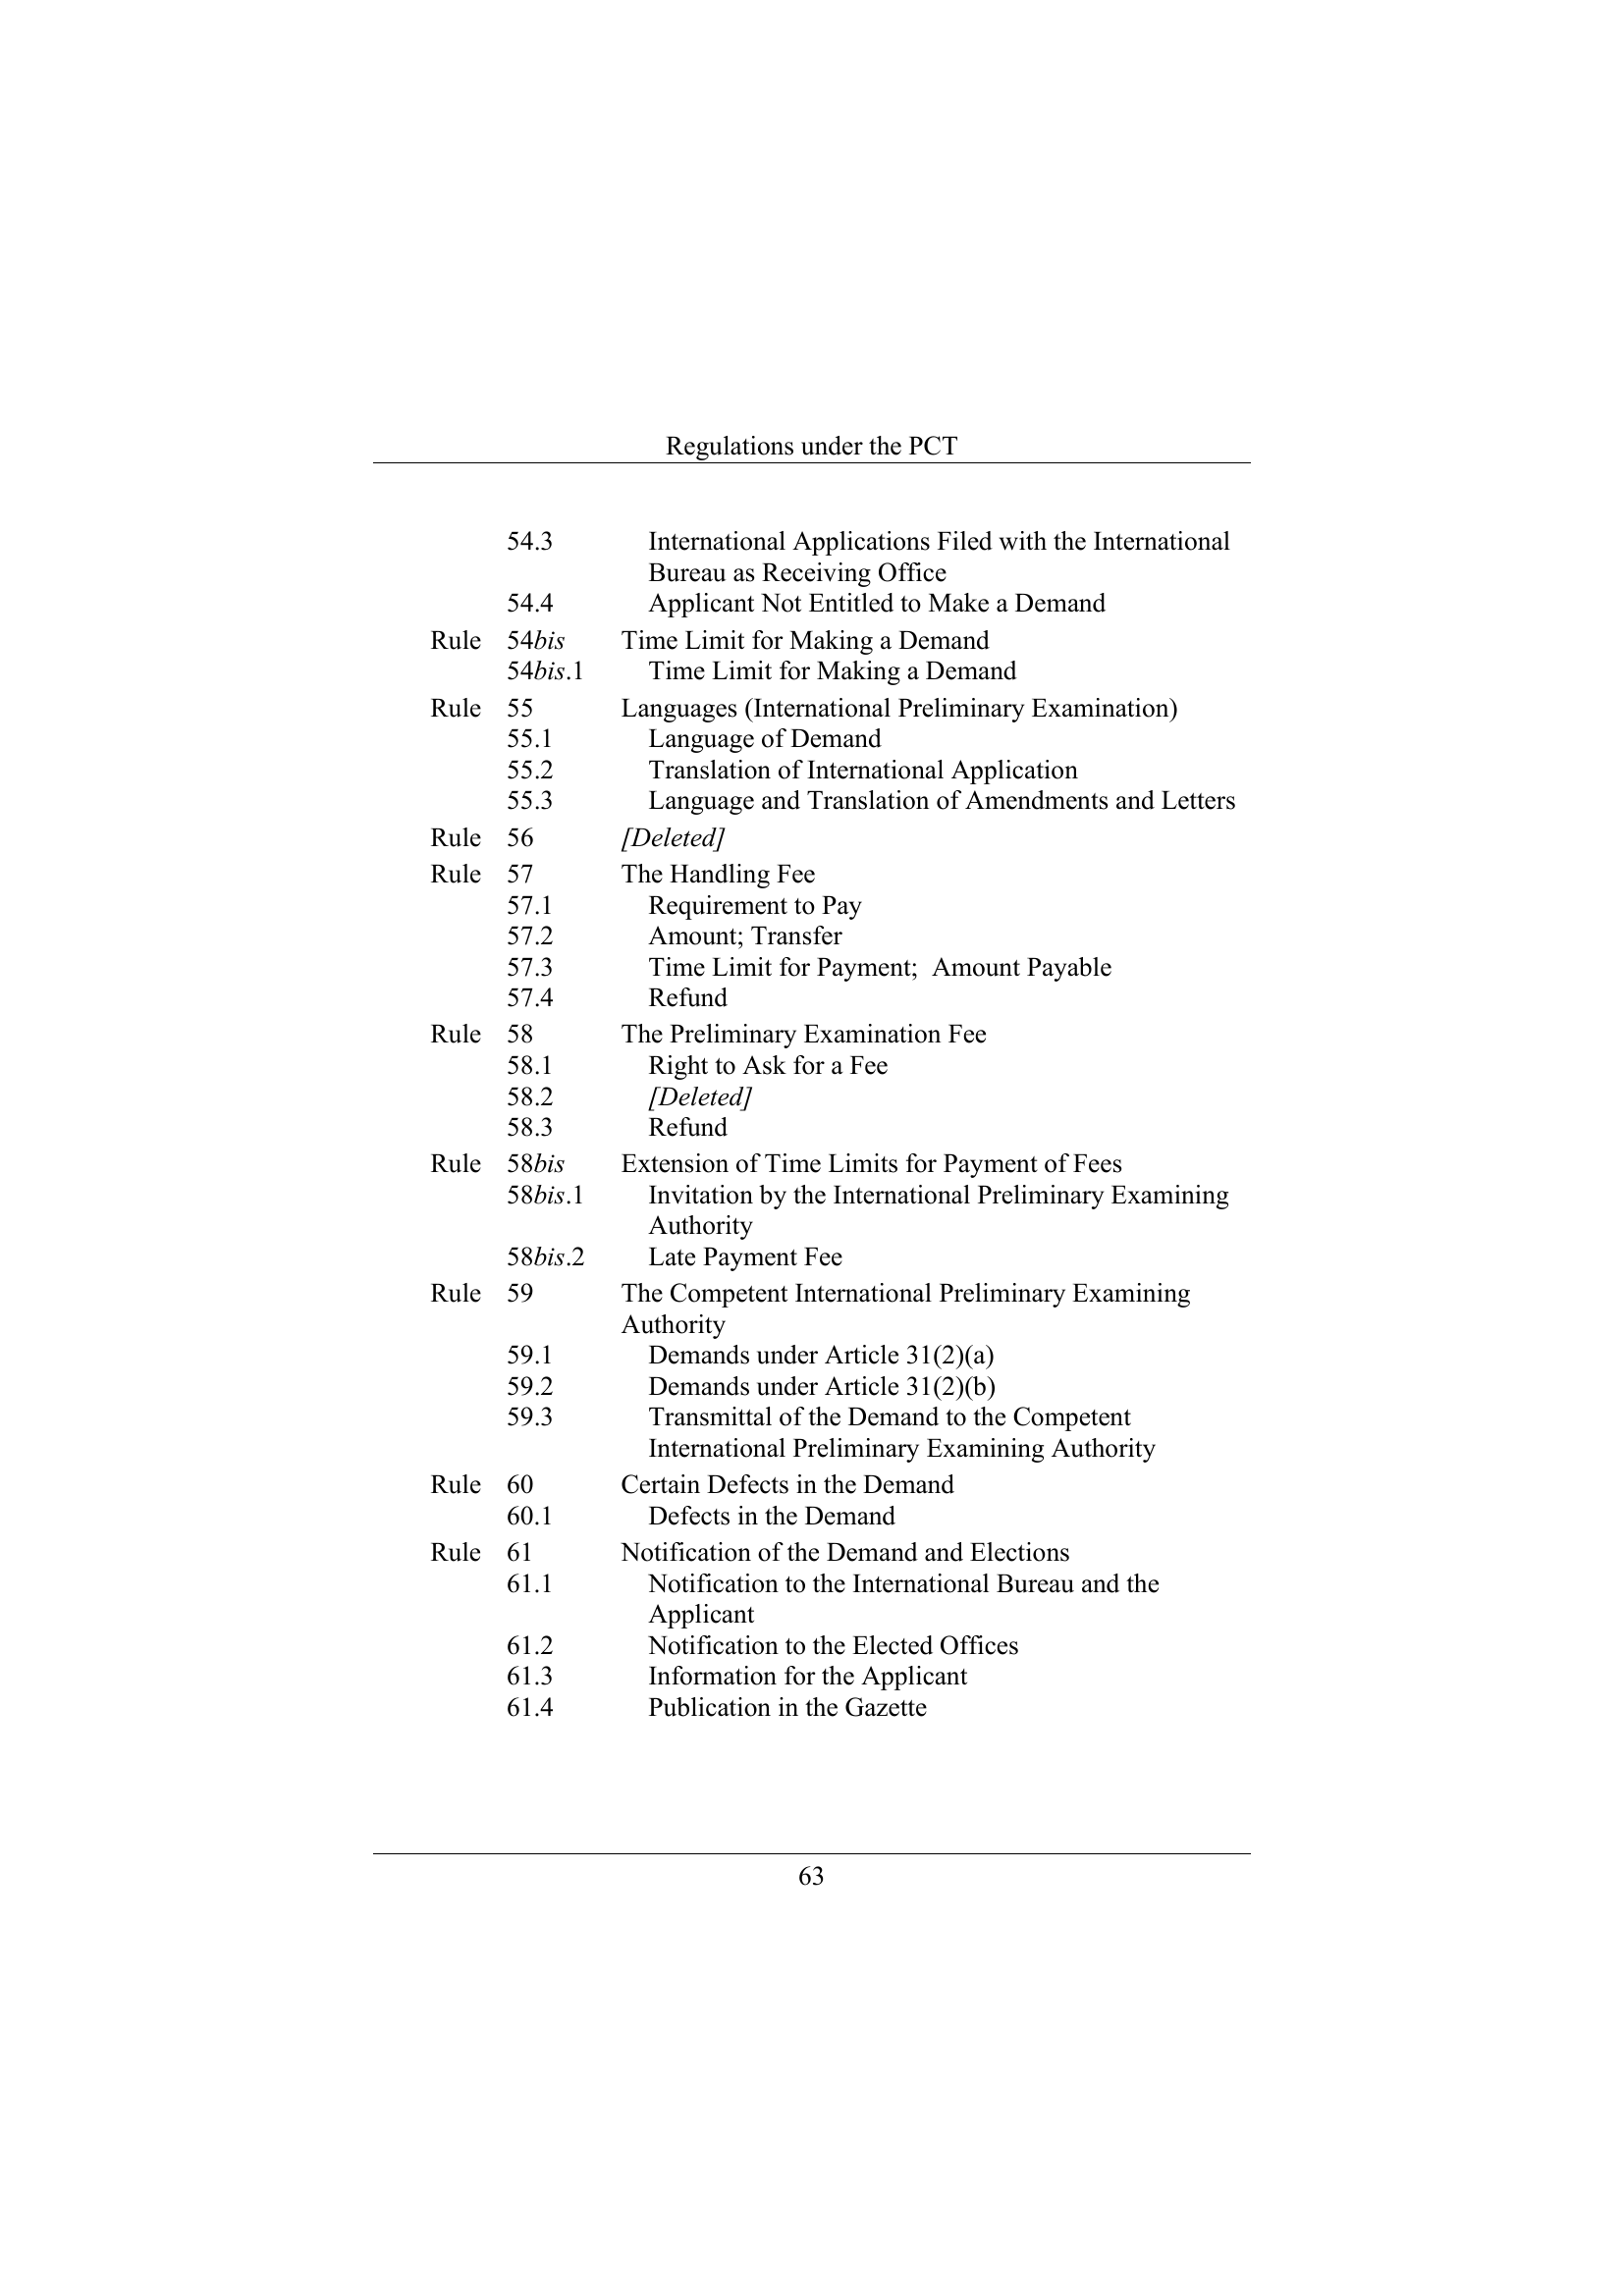 Regulations under the PCT
54.3 International Applications Filed with the International
Bureau as Receiving Office
54.4 Applicant Not Entitled to Make a Demand
Rule 54bis Time Limit for Making a Demand
54bis.1 Time Limit for Making a Demand
Rule 55 Languages (International Preliminary Examination)
55.1 Language of Demand
55.2 Translation of International Application
55.3 Language and Translation of Amendments and Letters
Rule 56 [Deleted]
Rule 57 The Handling Fee
57.1 Requirement to Pay
57.2 Amount; Transfer
57.3 Time Limit for Payment;  Amount Payable
57.4 Refund
Rule 58 The Preliminary Examination Fee
58.1 Right to Ask for a Fee
58.2 [Deleted]
58.3 Refund
Rule 58bis Extension of Time Limits for Payment of Fees
58bis.1 Invitation by the International Preliminary Examining
Authority
58bis.2 Late Payment Fee
Rule 59 The Competent International Preliminary Examining
Authority
59.1 Demands under Article 31(2)(a)
59.2 Demands under Article 31(2)(b)
59.3 Transmittal of the Demand to the Competent
International Preliminary Examining Authority
Rule 60 Certain Defects in the Demand
60.1 Defects in the Demand
Rule 61 Notification of the Demand and Elections
61.1 Notification to the International Bureau and the
Applicant
61.2 Notification to the Elected Offices
61.3 Information for the Applicant
61.4 Publication in the Gazette
63